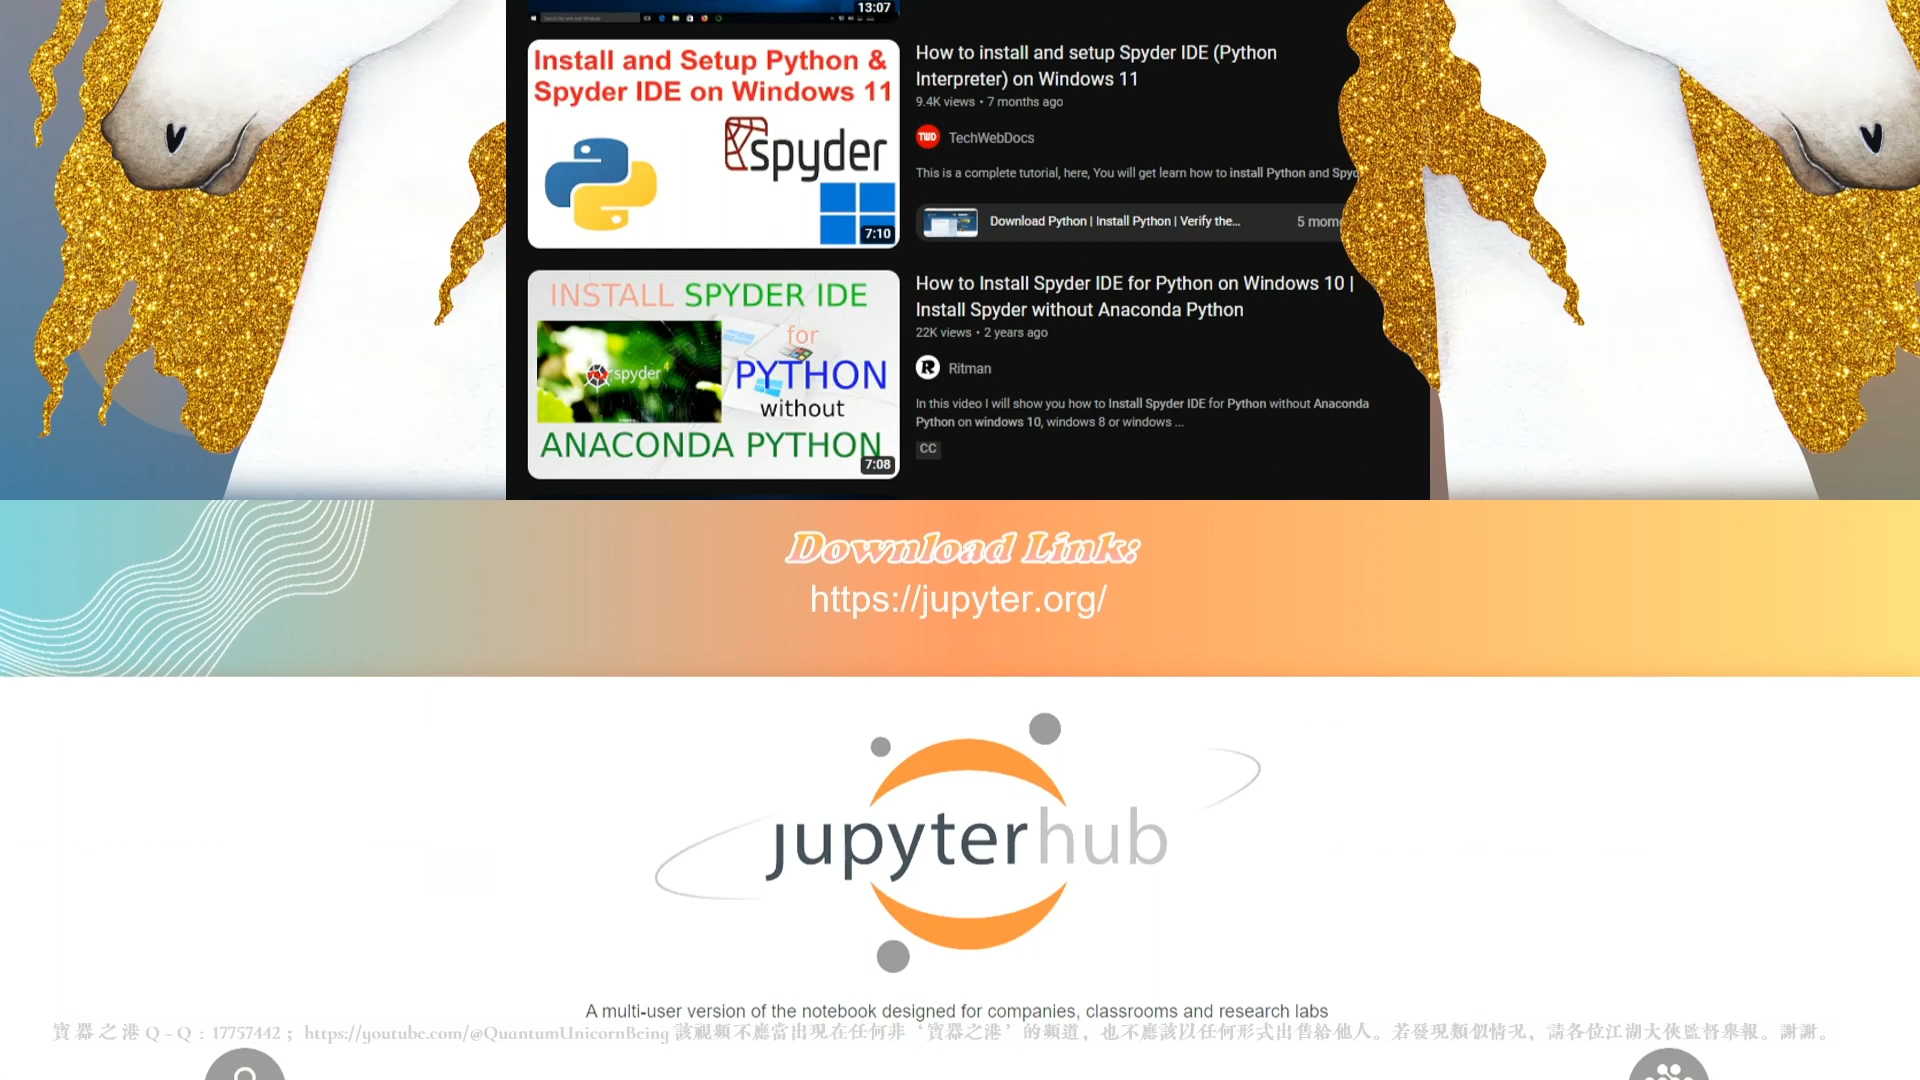 13:07
Install and Setup Python &
Spyder IDE on Windows 11
spyder
7:10
How to install and setup Spyder IDE (Python
Interpreter) on Windows 11
9.4K views • 7 months ago
TWD TechWebDocs
This is a complete tutorial, here, You will get learn how to install Python and Spyd
Download Python | Install Python | Verify the... 5 mome
INSTALL SPYDER IDE
for
spyder
PYTHON
without
ANACONDA PYTHON
7:08
How to Install Spyder IDE for Python on Windows 10 |
Install Spyder without Anaconda Python
22K views • 2 years ago
R Ritman
In this video I will show you how to Install Spyder IDE for Python without Anaconda
Python on windows 10, windows 8 or windows ...
CC
Download Link:
https://jupyter.org/
jupyterhub
A multi-user version of the notebook designed for companies, classrooms and research labs
寶器之港 Q-Q : 17757442 ; https://youtube.com/@QuantumUnicornBeing 該視頻不應當出現在任何非‘寶器之港’的頻道，也不應該以任何形式出售給他人。若發現類似情況，請各位江湖大俠監督舉報。謝謝。